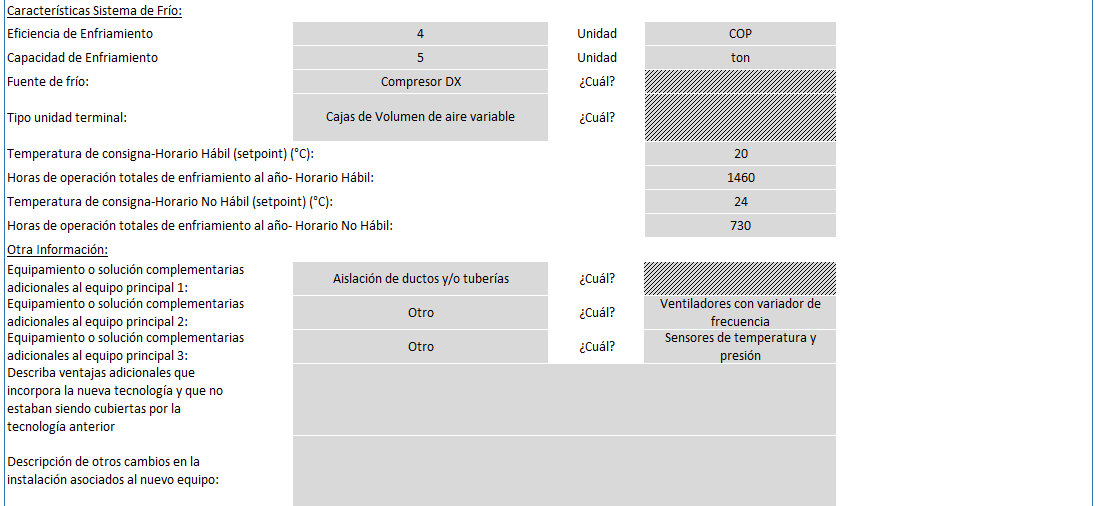 Características Sistema de Frío:
Eficiencia de Enfriamiento 4 Unidad COP
Capacidad de Enfriamiento 5 Unidad ton
Fuente de frío: Compresor DX ¿Cuál?
Tipo unidad terminal: Cajas de Volumen de aire variable ¿Cuál?
Temperatura de consigna-Horario Hábil (setpoint) (°C): 20
Horas de operación totales de enfriamiento al año- Horario Hábil: 1460
Temperatura de consigna-Horario No Hábil (setpoint) (°C): 24
Horas de operación totales de enfriamiento al año- Horario No Hábil: 730
Otra Información:
Equipamiento o solución complementarias
adicionales al equipo principal 1:
Aislación de ductos y/o tuberías ¿Cuál?
Equipamiento o solución complementarias
adicionales al equipo principal 2:
Otro ¿Cuál?
Ventiladores con variador de
frecuencia
Equipamiento o solución complementarias
adicionales al equipo principal 3:
Otro ¿Cuál?
Sensores de temperatura y
presión
Describa ventajas adicionales que
incorpora la nueva tecnología y que no
estaban siendo cubiertas por la
tecnología anterior
Descripción de otros cambios en la
instalación asociados al nuevo equipo: